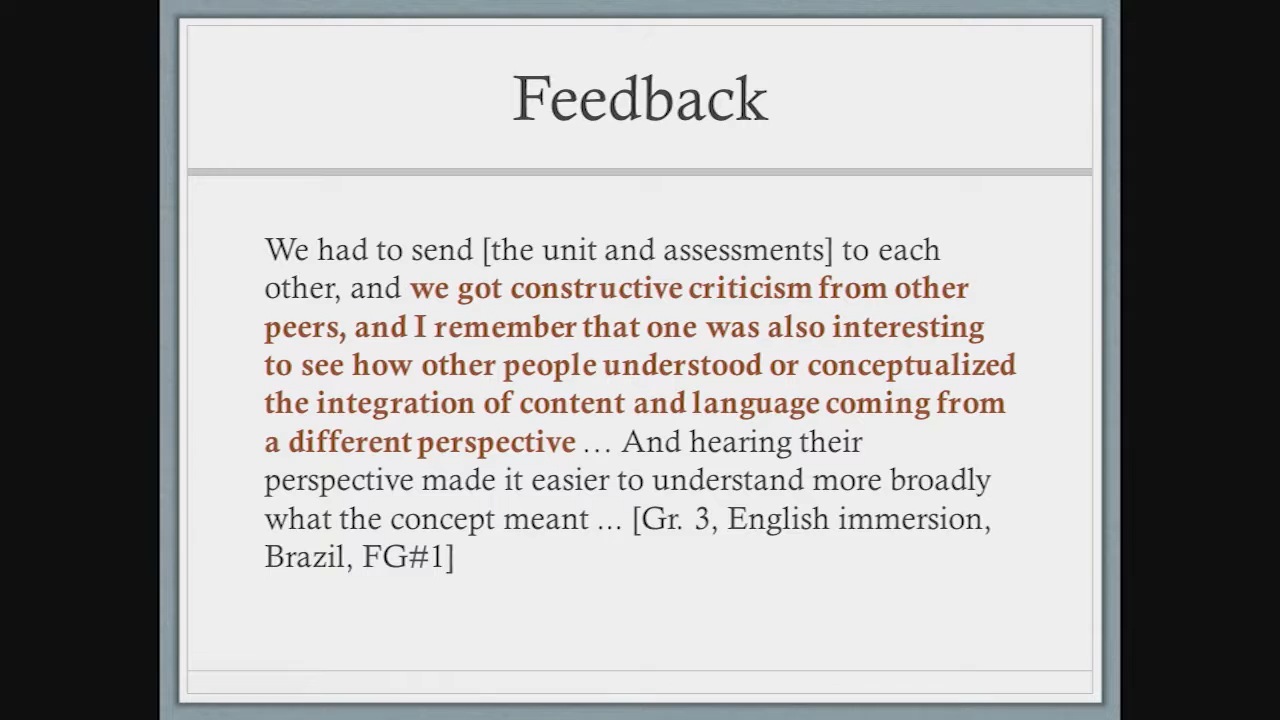 Feedback
We had to send [the unit and assessments] to each
other, and we got constructive criticism from other
peers, and I remember that one was also interesting
to see how other people understood or conceptualized
the integration of content and language coming from
a different perspective … And hearing their
perspective made it easier to understand more broadly
what the concept meant ... [Gr. 3, English immersion,
Brazil, FG#1]